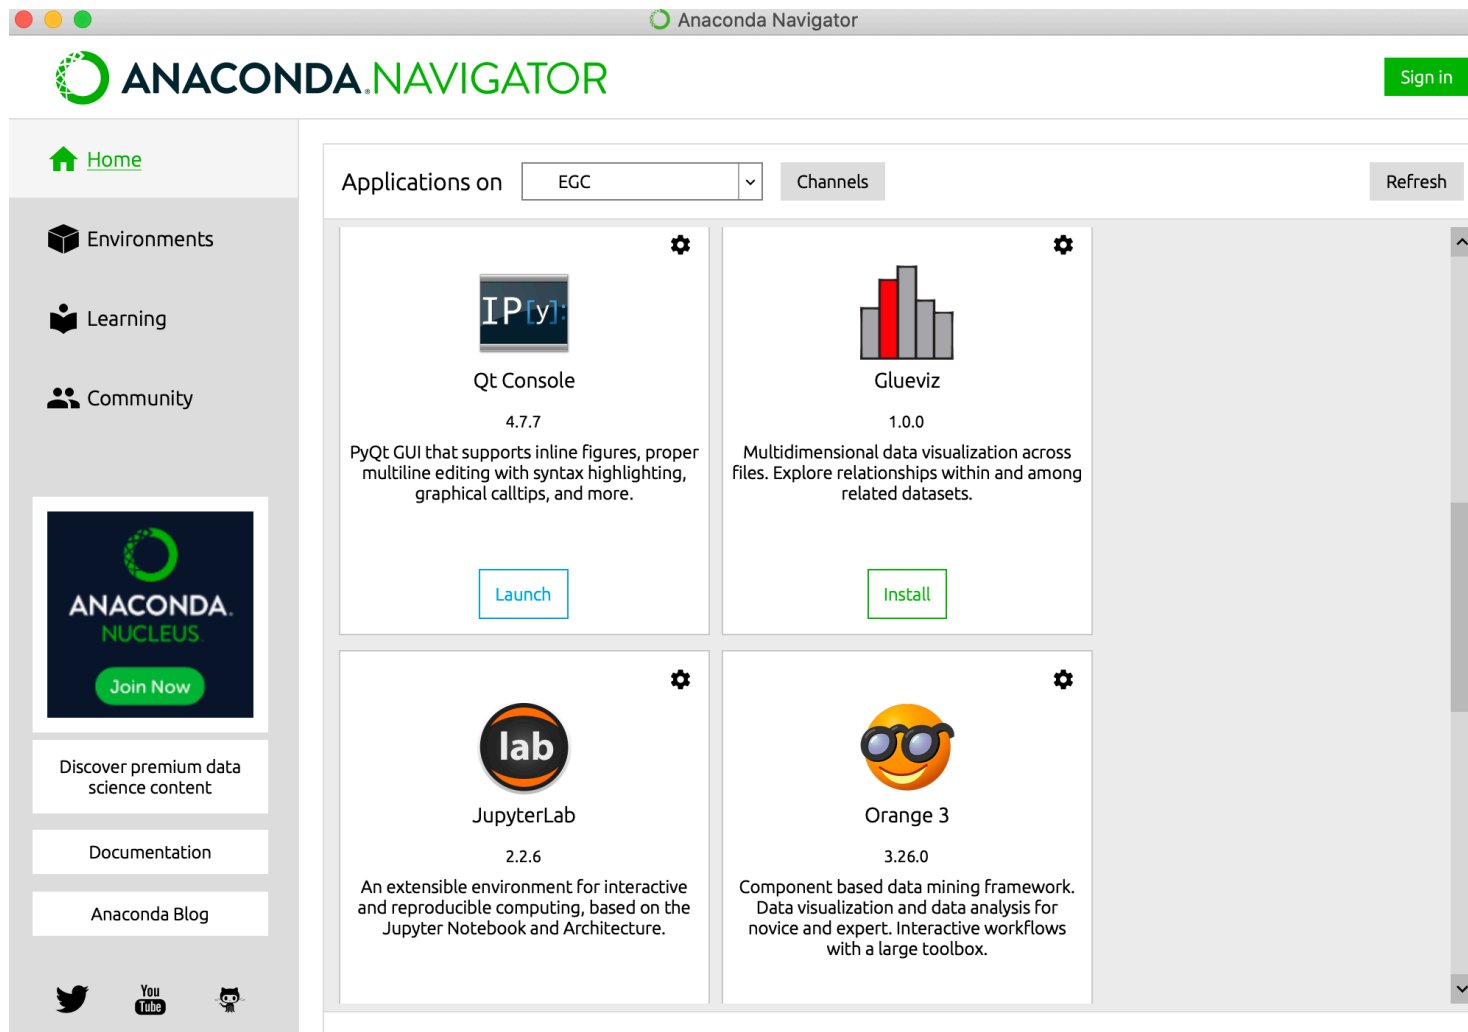 Anaconda Navigator
ANACONDA.NAVIGATOR
Sign in
Home
Applications on
EGC
Channels
Refresh
Environments
Learning
Community
IP[y]:
Qt Console
4.7.7
PyQt GUI that supports inline figures, proper
multiline editing with syntax highlighting,
graphical calltips, and more.
Launch
Glueviz
1.0.0
Multidimensional data visualization across
files. Explore relationships within and among
related datasets.
Install
lab
JupyterLab
2.2.6
An extensible environment for interactive
and reproducible computing, based on the
Jupyter Notebook and Architecture.
Orange 3
3.26.0
Component based data mining framework.
Data visualization and data analysis for
novice and expert. Interactive workflows
with a large toolbox.
ANACONDA.
NUCLEUS
Join Now
Discover premium data
science content
Documentation
Anaconda Blog
You
Tube